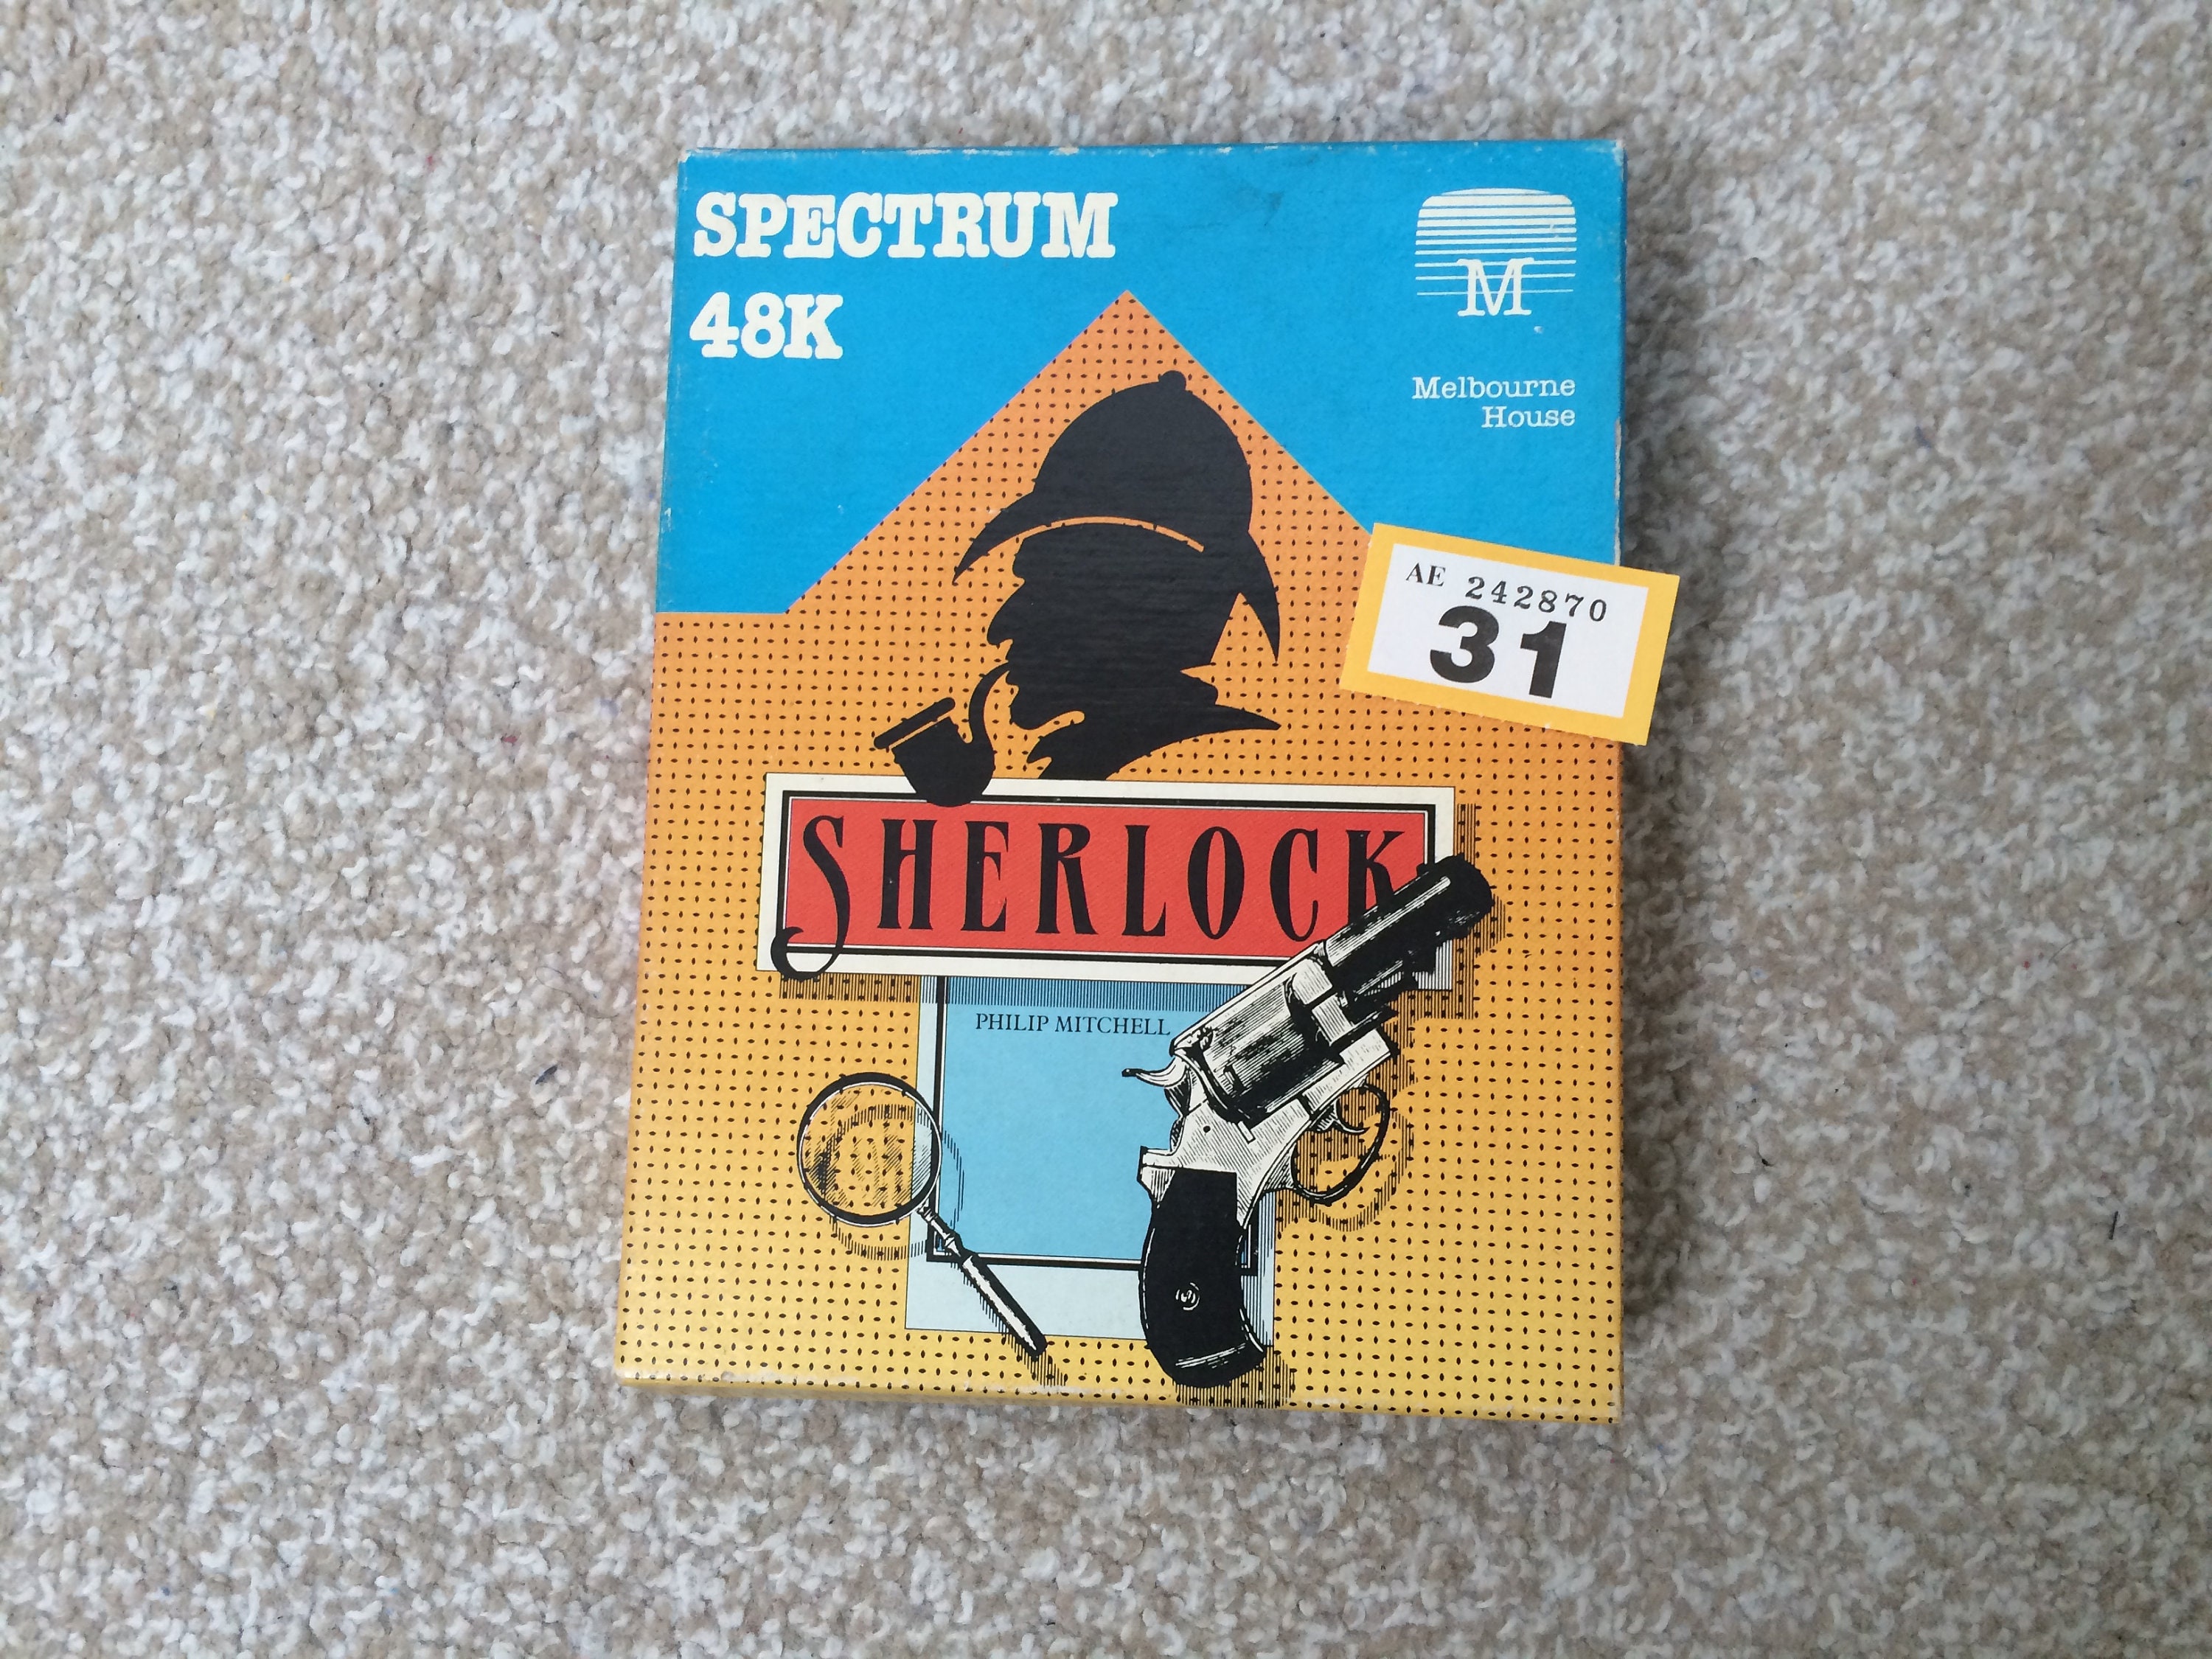 SPECTRUM
48K
M
Melbourne
House
AE 242870
31
SHERLOCK
PHILIP MITCHELL